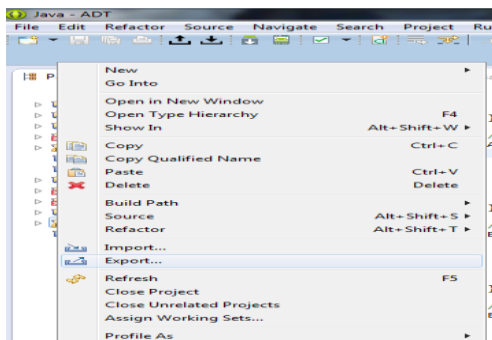 Java - ADT
File Edit Refactor Source Navigate Search Project Ru
P
New
Go Into
Open in New Window
Open Type Hierarchy F4
Show In Alt+Shift+W
Copy Ctrl+C
Copy Qualified Name
Paste Ctrl+V
Delete Delete
Build Path
Source Alt+Shift+S
Refactor Alt+Shift+T
Import...
Export...
Refresh F5
Close Project
Close Unrelated Projects
Assign Working Sets...
Profile As